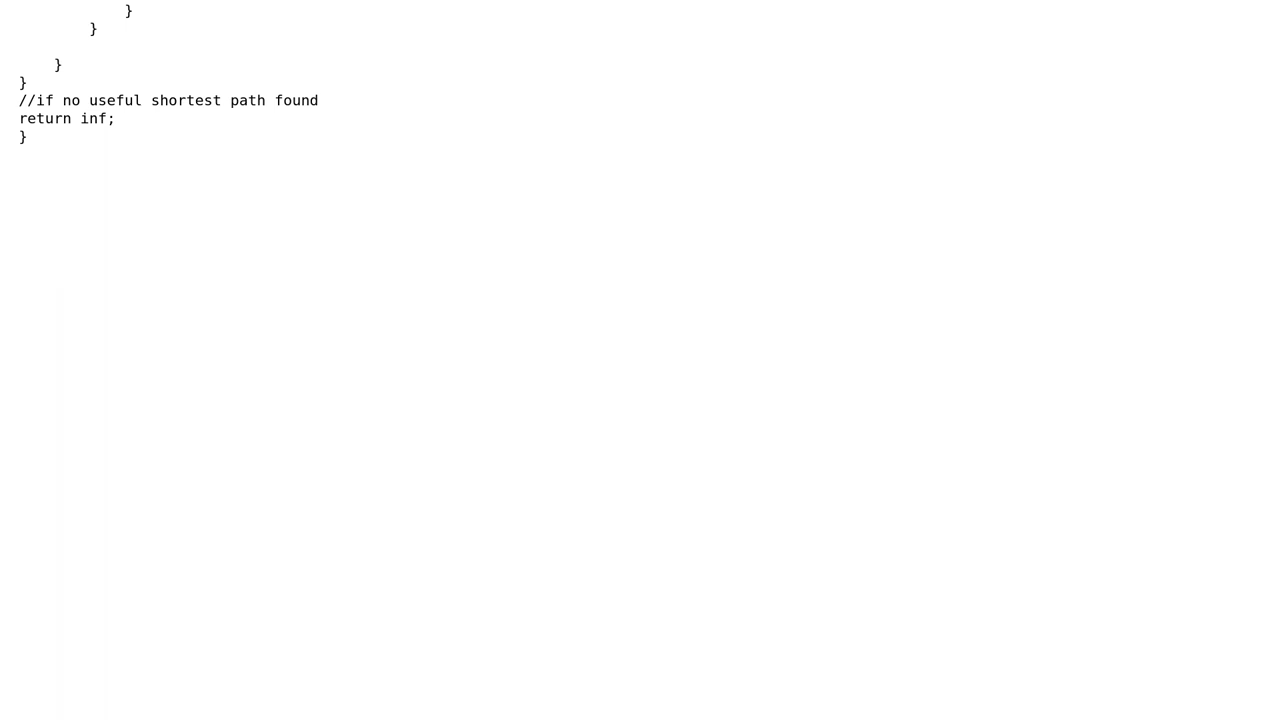 }
}
}
}
//if no useful shortest path found
return inf;
}